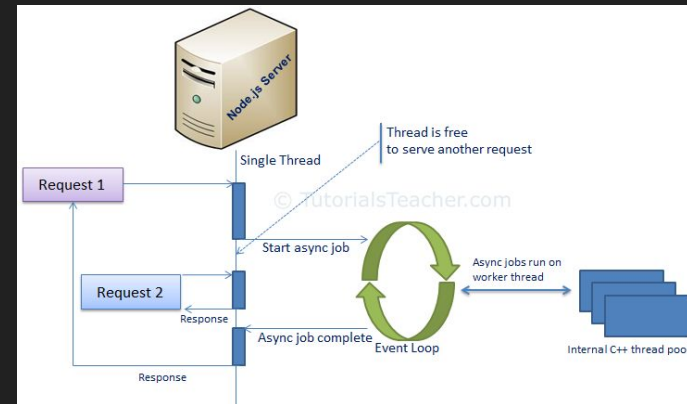 Node.js Server
Thread is free
to serve another request
Single Thread
Request 1
© TutorialsTeacher.com
Start async job
Async jobs run on
worker thread
Request 2
Response
Async job complete
Event Loop
Internal C++ thread pool
Response